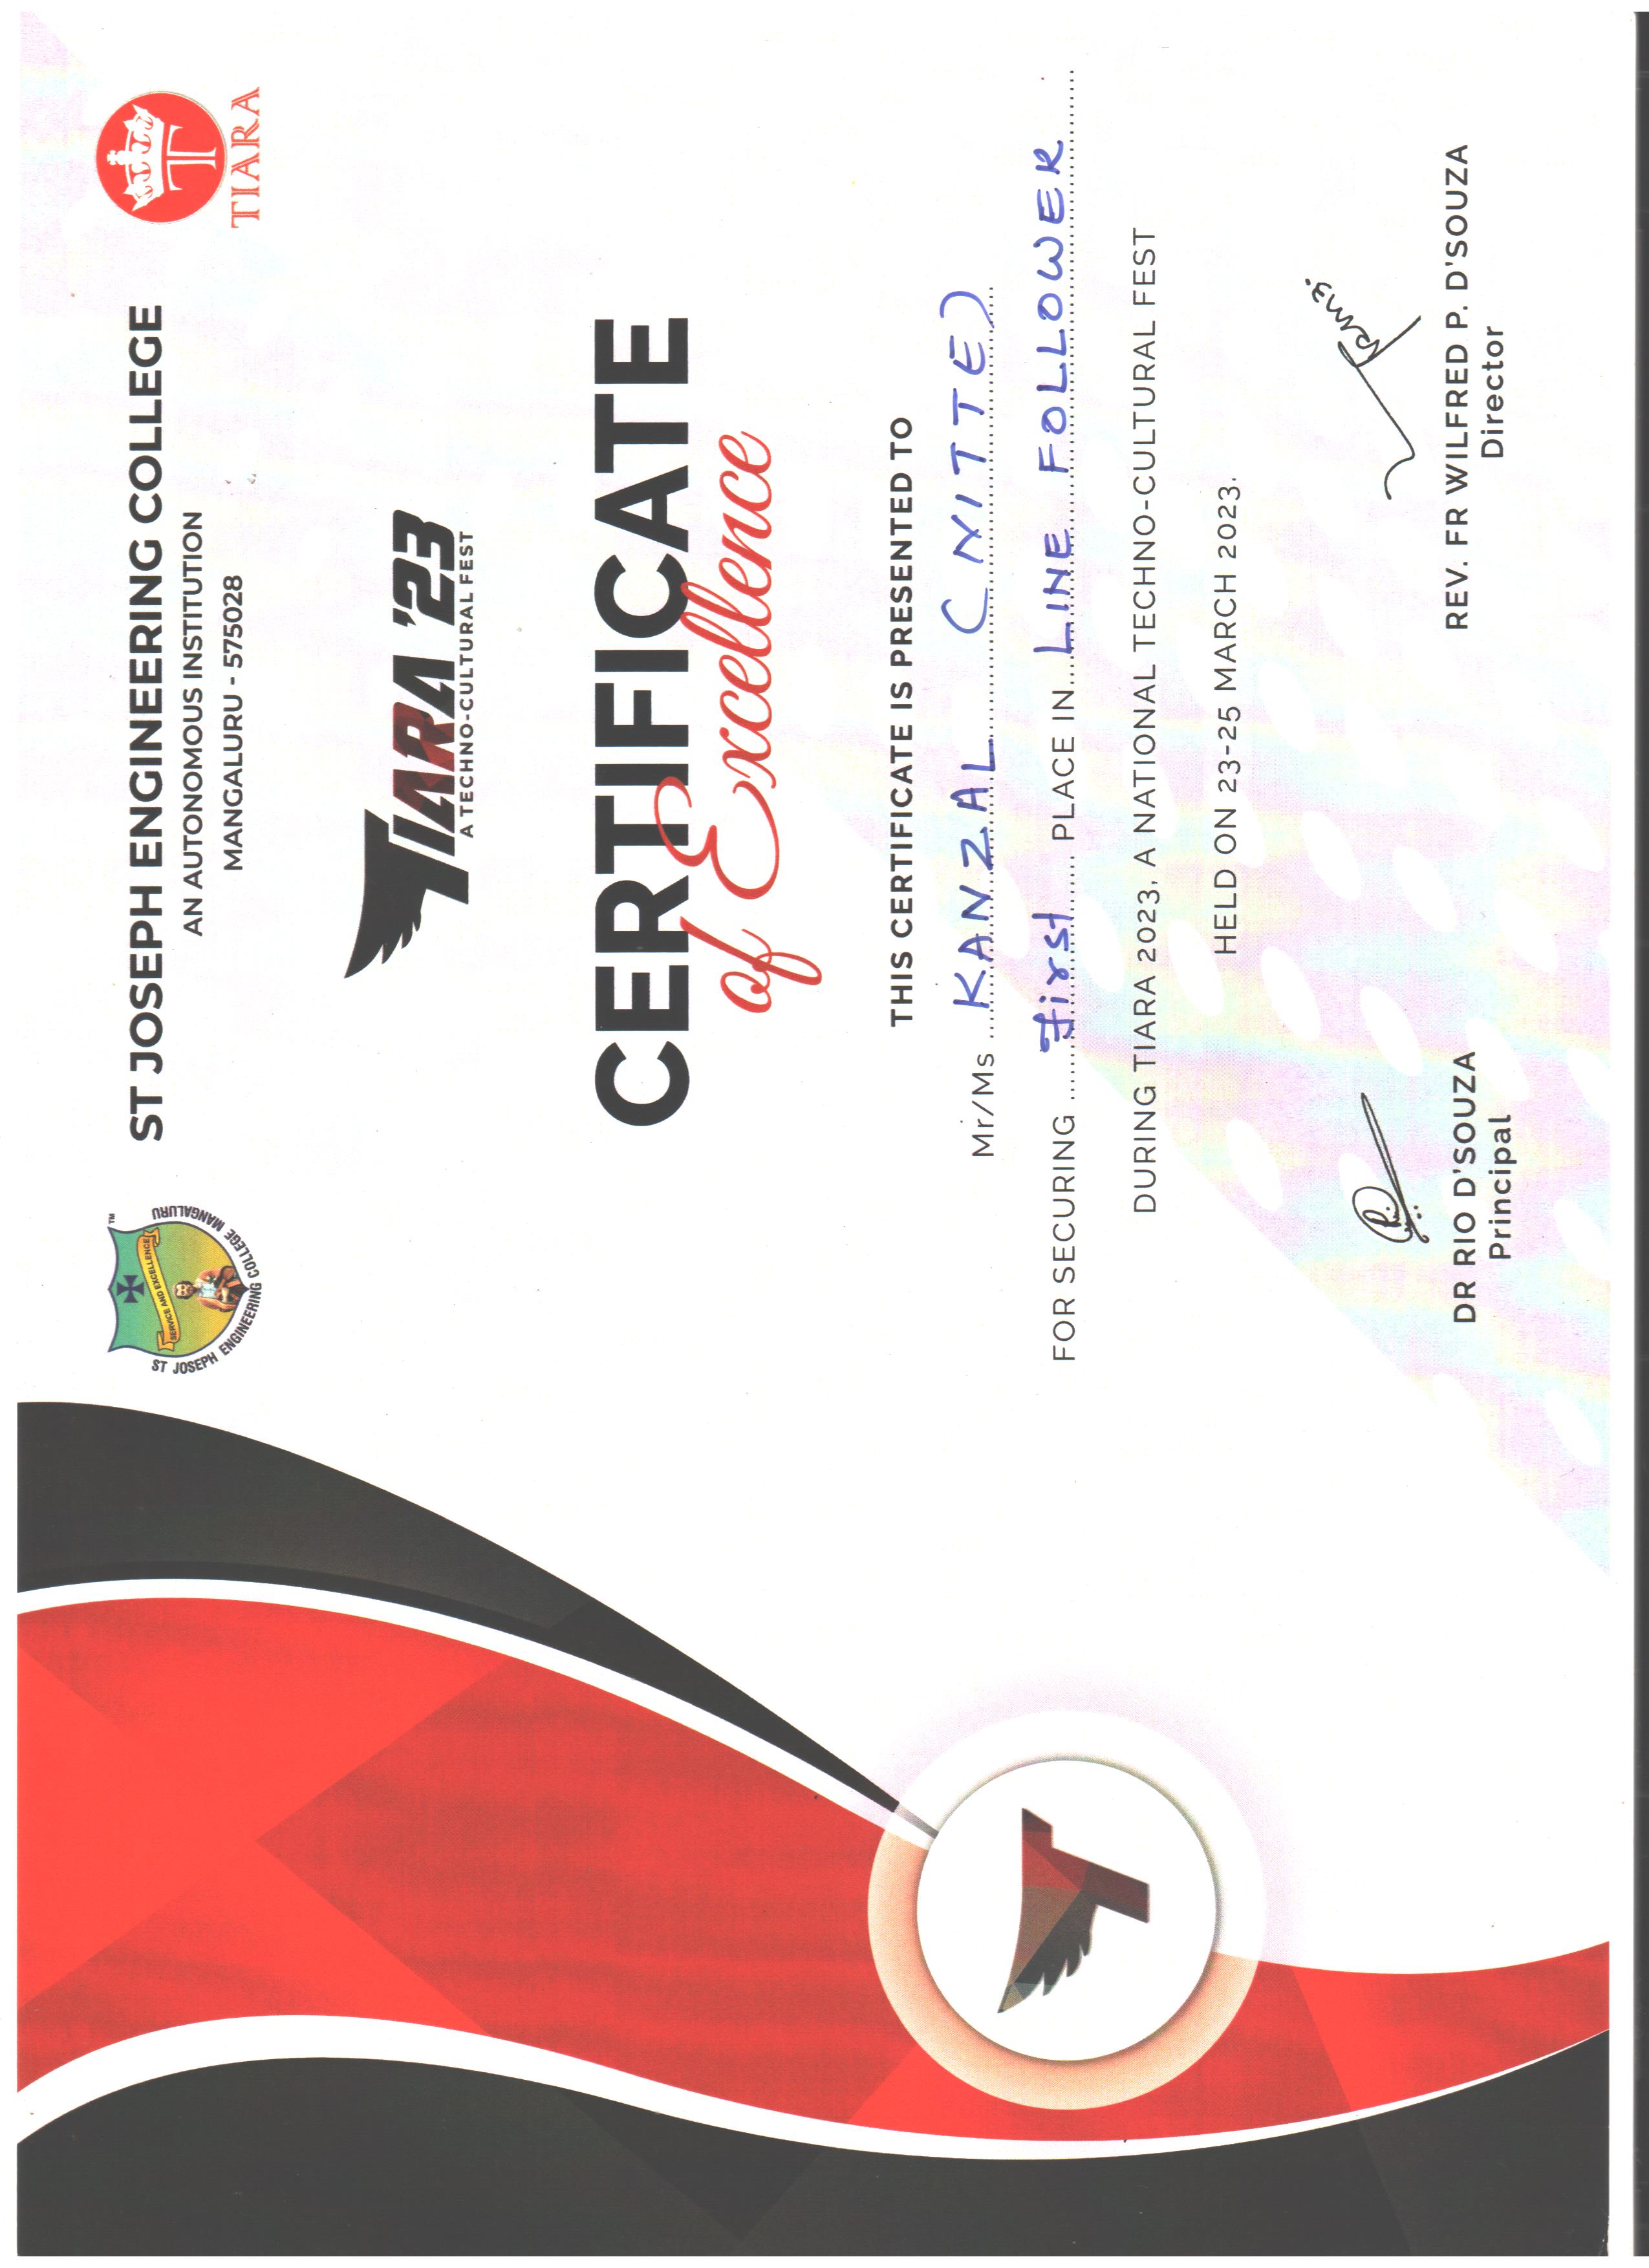 ST JOSEPH ENGINEERING COLLEGE
AN AUTONOMOUS INSTITUTION
MANGALURU - 575028
SERVICE AND EXCELLENCE
ST JOSEPH ENGINEERING COLLEGE MANGALURU
TM
TIARA
TIARA '23
A TECHNO-CULTURAL FEST
CERTIFICATE
of Excellence
THIS CERTIFICATE IS PRESENTED TO
Mr/Ms KANZAL (NITTE)
FOR SECURING First PLACE IN LINE FOLLOWER
DURING TIARA 2023, A NATIONAL TECHNO-CULTURAL FEST
HELD ON 23-25 MARCH 2023.
DR RIO D'SOUZA
Principal
REV. FR WILFRED P. D'SOUZA
Director